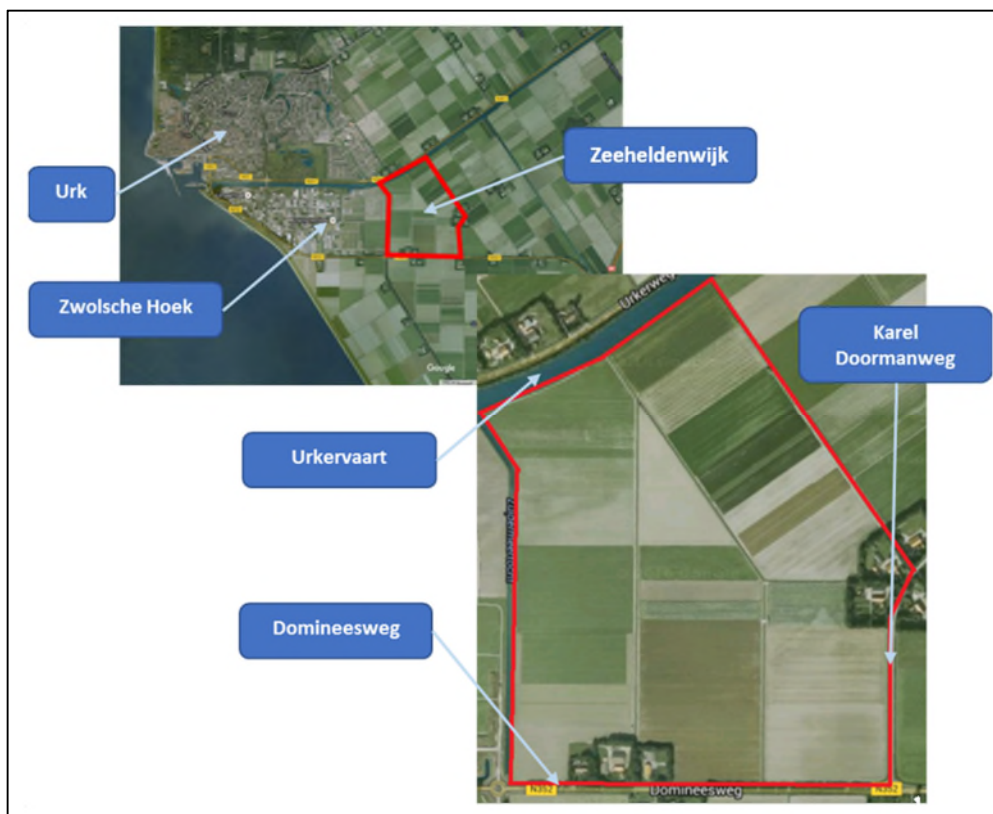 Urk
Zeeheldenwijk
Zwolsche Hoek
Google
Urkerweg
Karel
Doormanweg
Urkervaart
Domineesweg
N352
Domineesweg
N352